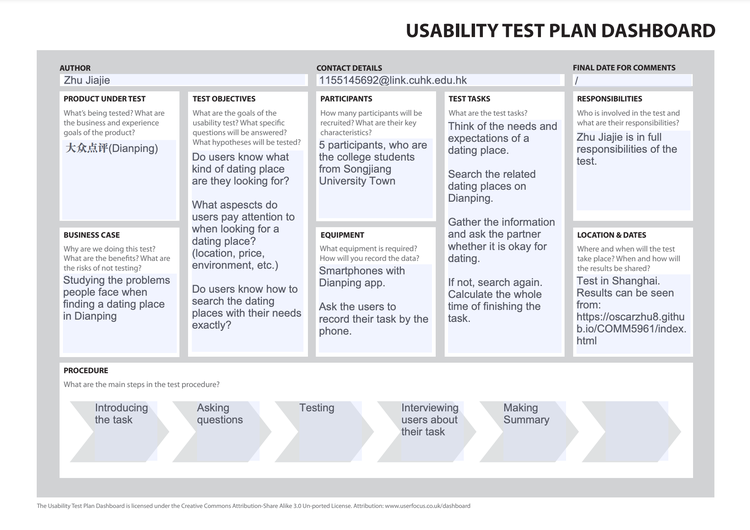 USABILITY TEST PLAN DASHBOARD
AUTHOR
Zhu Jiajie
CONTACT DETAILS
1155145692@link.cuhk.edu.hk
FINAL DATE FOR COMMENTS
/
PRODUCT UNDER TEST
What's being tested? What are
the business and experience
goals of the product?
大众点评(Dianping)
BUSINESS CASE
Why are we doing this test?
What are the benefits? What are
the risks of not testing?
Studying the problems
people face when
finding a dating place
in Dianping
TEST OBJECTIVES
What are the goals of the
usability test? What specific
questions will be answered?
What hypotheses will be tested?
Do users know what
kind of dating place
are they looking for?
What aspescts do
users pay attention to
when looking for a
dating place?
(location, price,
environment, etc.)
Do users know how to
search the dating
places with their needs
exactly?
PARTICIPANTS
How many participants will be
recruited? What are their key
characteristics?
5 participants, who are
the college students
from Songjiang
University Town
EQUIPMENT
What equipment is required?
How will you record the data?
Smartphones with
Dianping app.
Ask the users to
record their task by the
phone.
TEST TASKS
What are the test tasks?
Think of the needs and
expectations of a
dating place.
Search the related
dating places on
Dianping.
Gather the information
and ask the partner
whether it is okay for
dating.
If not, search again.
Calculate the whole
time of finishing the
task.
RESPONSIBILITIES
Who is involved in the test and
what are their responsibilities?
Zhu Jiajie is in full
responsibilities of the
test.
LOCATION & DATES
Where and when will the test
take place? When and how will
the results be shared?
Test in Shanghai.
Results can be seen
from:
https://oscarzhu8.githu
b.io/COMM5961/index.
html
PROCEDURE
What are the main steps in the test procedure?
Introducing
the task
Asking
questions
Testing
Interviewing
users about
their task
Making
Summary
The Usability Test Plan Dashboard is licensed under the Creative Commons Attribution-Share Alike 3.0 Un-ported License. Attribution: www.userfocus.co.uk/dashboard